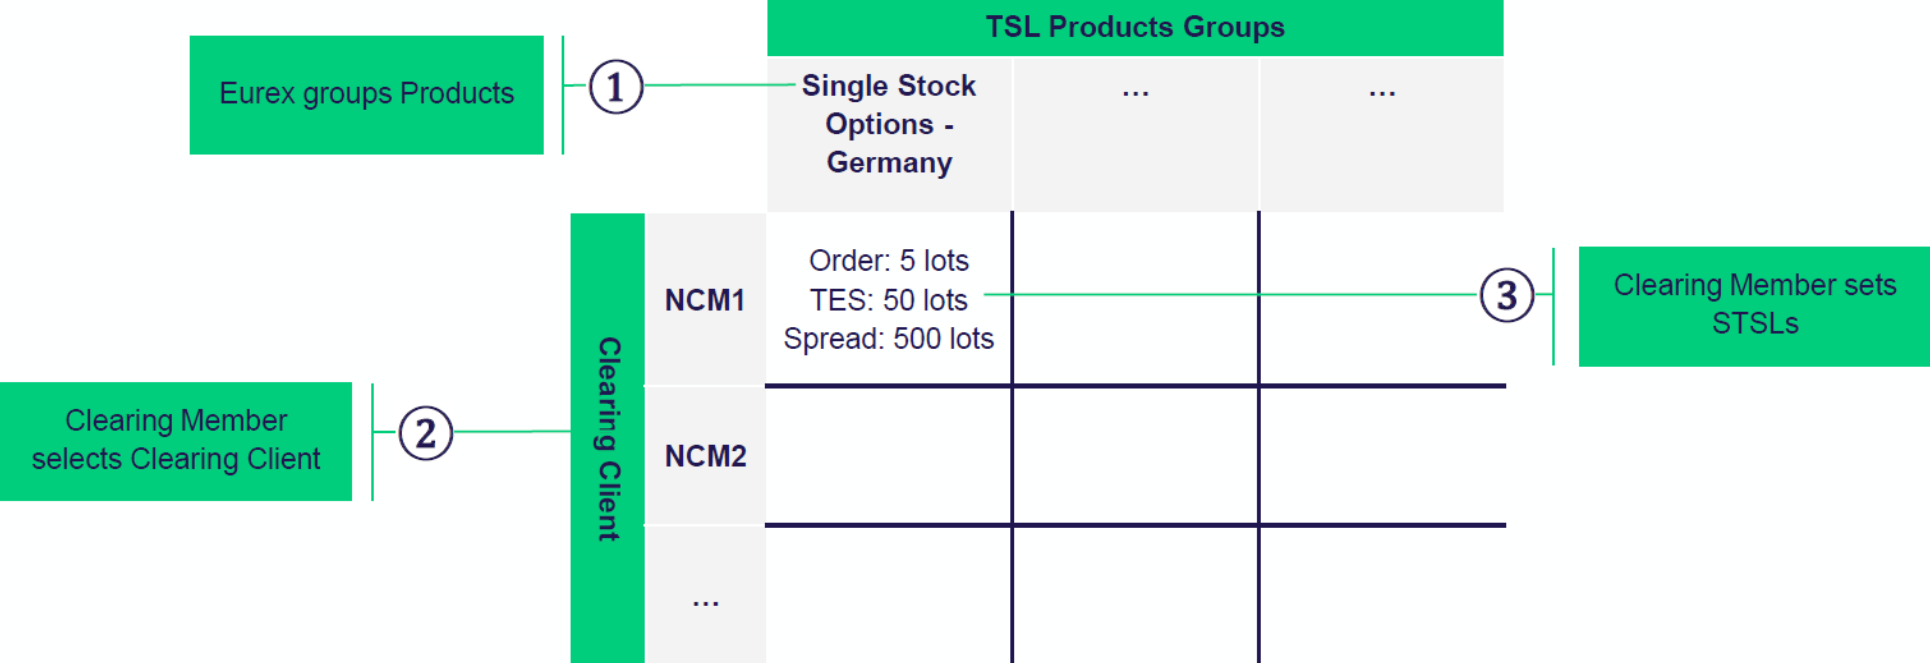 TSL Products Groups
Eurex groups Products
1
Single Stock
Options -
Germany
...
...
Clearing Client
NCM1
Order: 5 lots
TES: 50 lots
Spread: 500 lots
3
Clearing Member sets
STSLs
Clearing Member
selects Clearing Client
2
NCM2
...